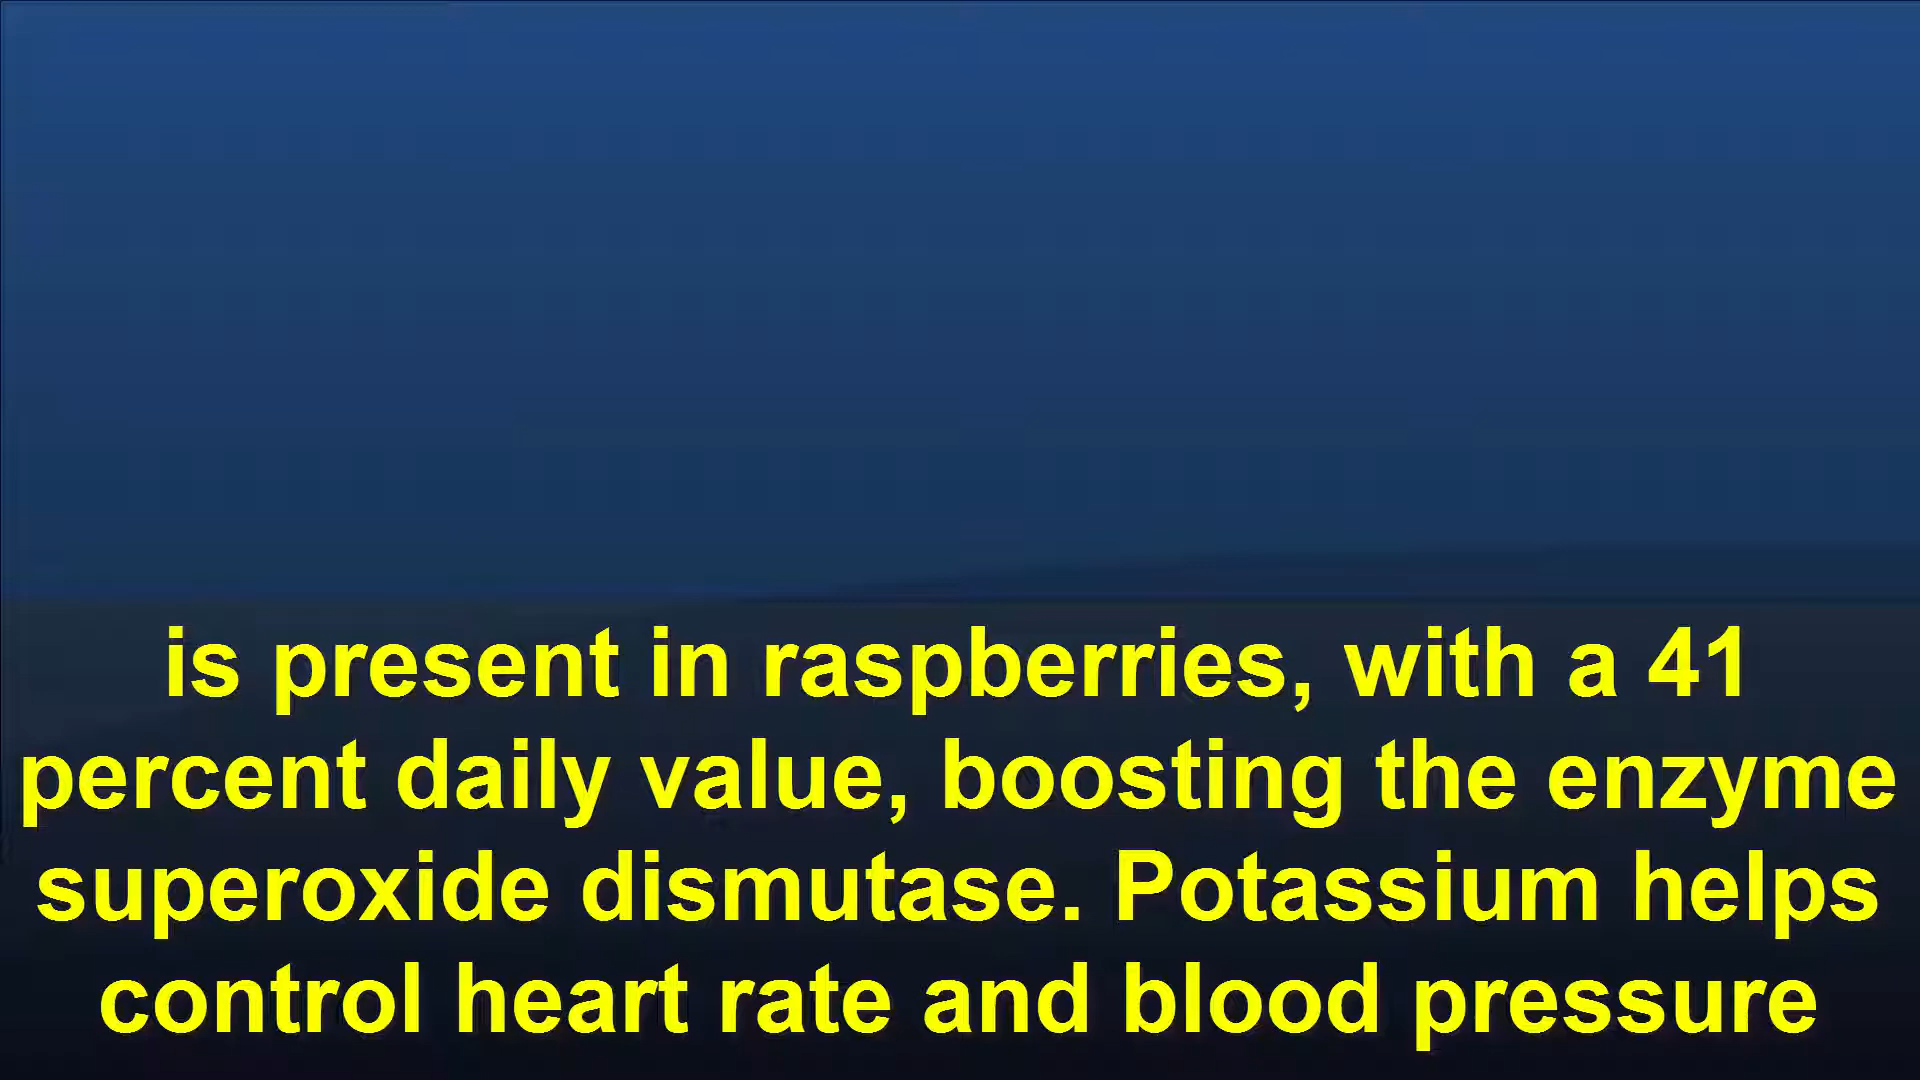 is present in raspberries, with a 41
percent daily value, boosting the enzyme
superoxide dismutase. Potassium helps
control heart rate and blood pressure